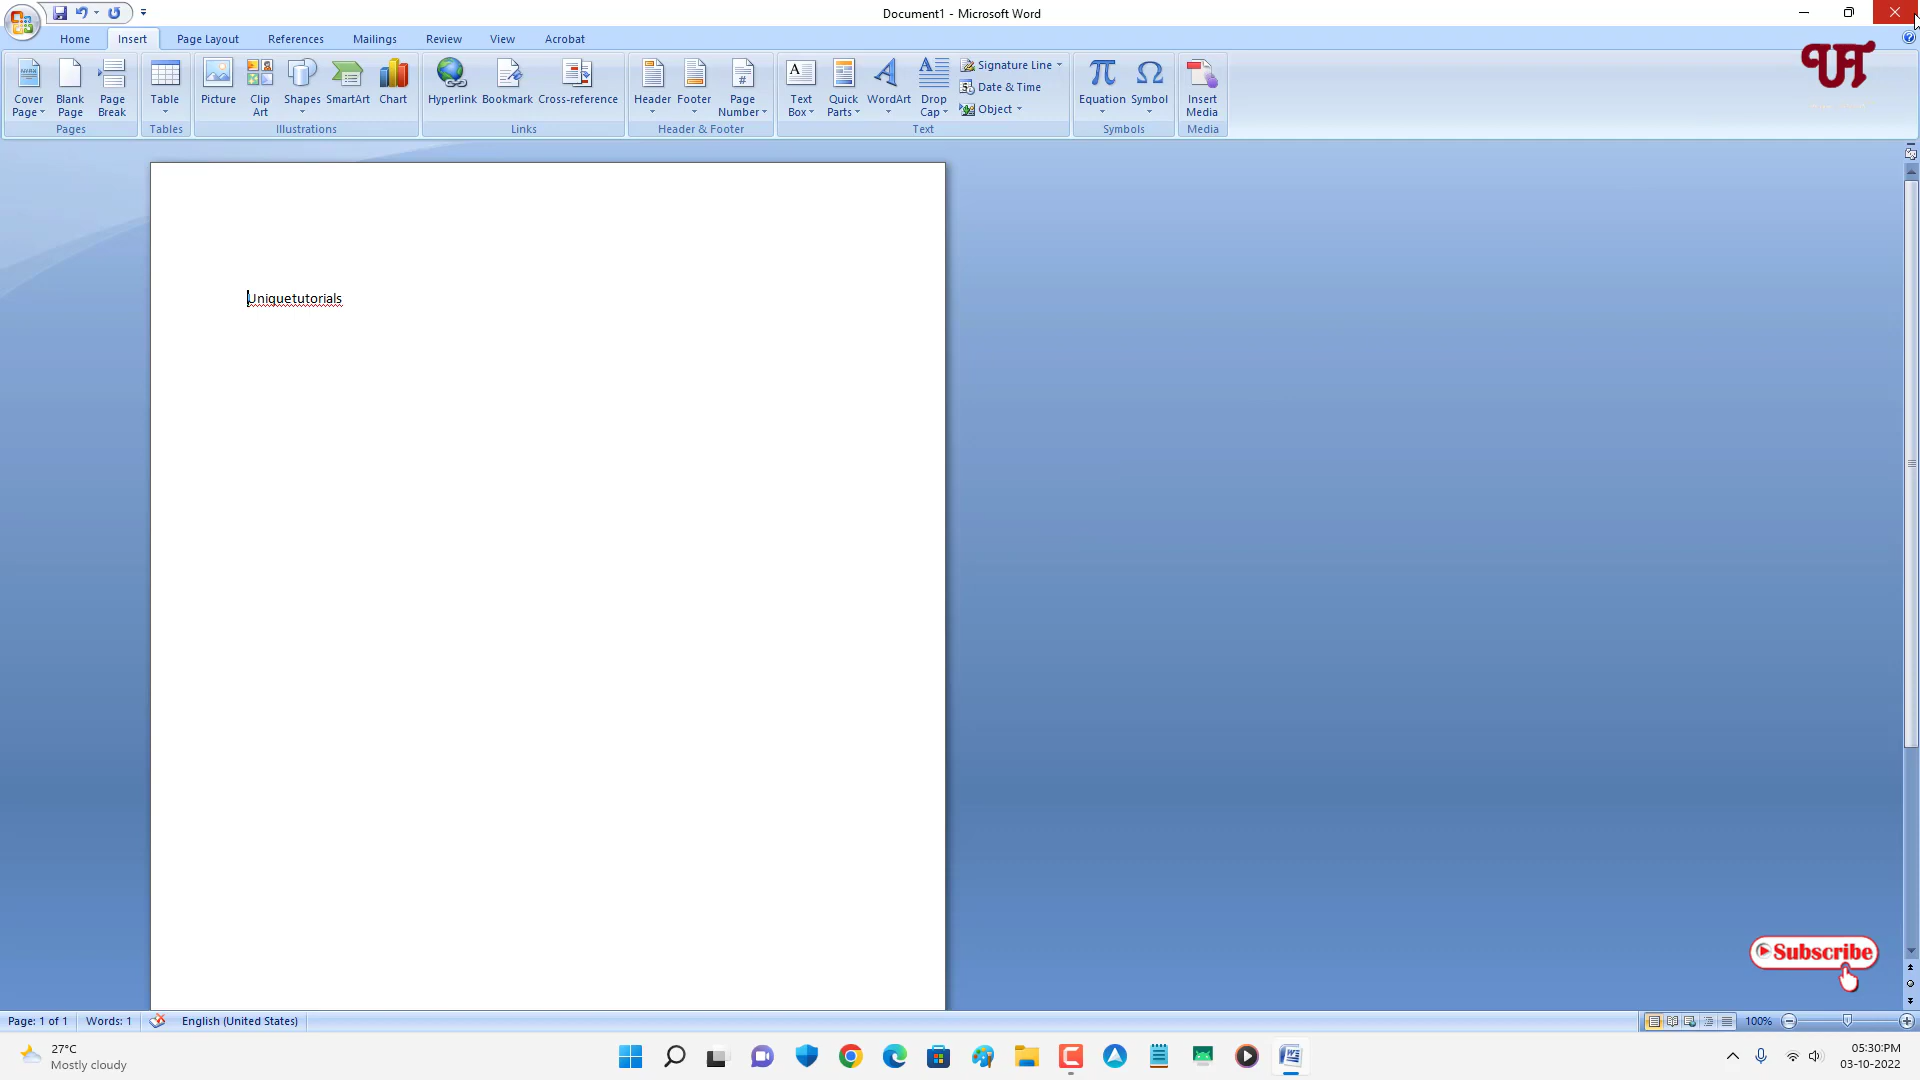 Document1 - Microsoft Word
Home Insert Page Layout References Mailings Review View Acrobat
Cover Page Blank Page Page Break Table Picture Clip Art Shapes SmartArt Chart Hyperlink Bookmark Cross-reference Header Footer Page Number Text Box Quick Parts WordArt Drop Cap Signature Line Equation Symbol Insert Media
Date & Time
Object
Pages Tables Illustrations Links Header & Footer Text Symbols Media
UT
Uniquetutorials
Subscribe
Page: 1 of 1 Words: 1 English (United States) 100%
27°C
Mostly cloudy
05:30:PM
03-10-2022